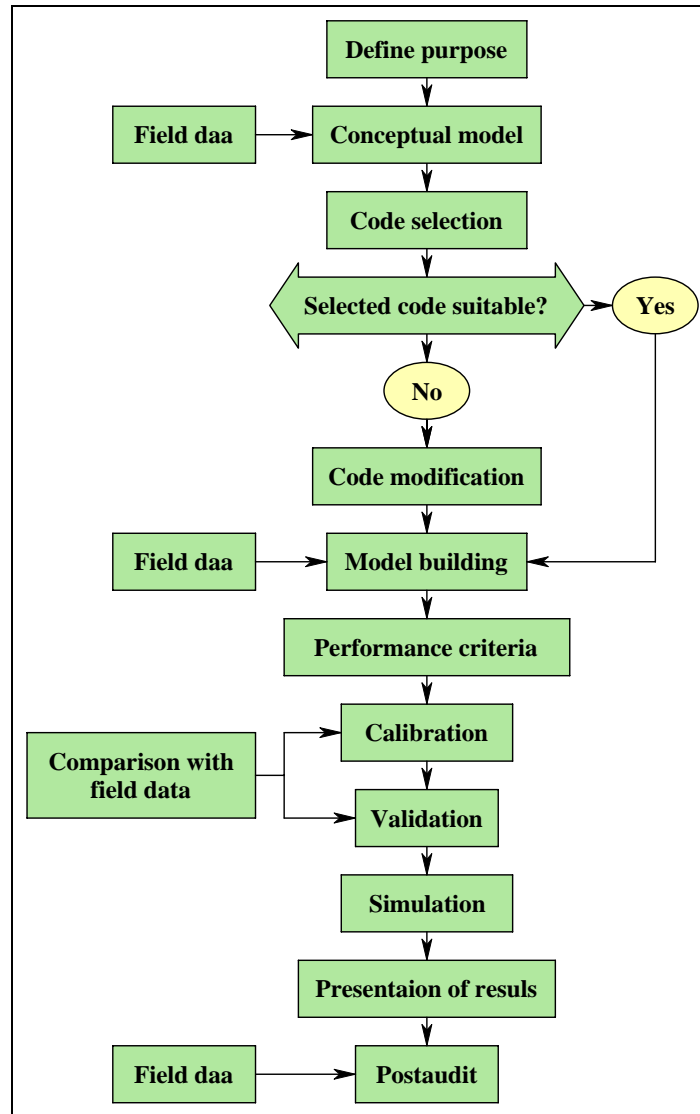 Define purpose
Field daa
Conceptual model
Code selection
Selected code suitable?
Yes
No
Code modification
Field daa
Model building
Performance criteria
Calibration
Comparison with
field data
Validation
Simulation
Presentaion of resuls
Field daa
Postaudit